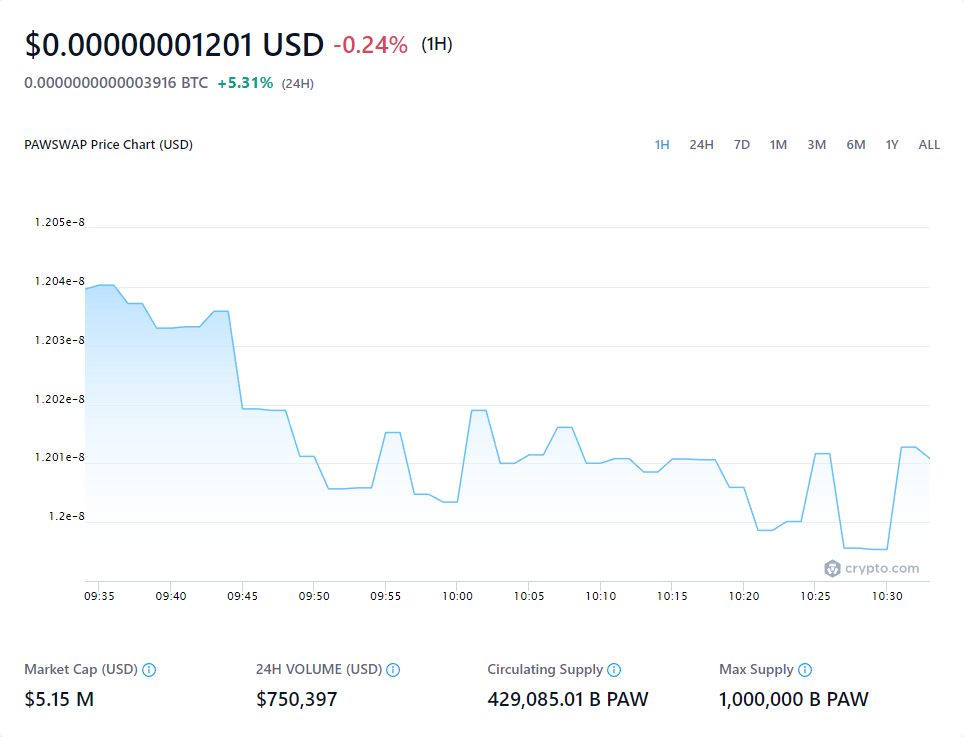 $0.00000001201 USD -0.24% (1H)
0.0000000000003916 BTC +5.31% (24H)
PAWSWAP Price Chart (USD) 1H 24H 7D 1M 3M 6M 1Y ALL
1.205e-8
1.204e-8
1.203e-8
1.202e-8
1.201e-8
1.2e-8
crypto.com
09:35 09:40 09:45 09:50 09:55 10:00 10:05 10:10 10:15 10:20 10:25 10:30
Market Cap (USD) 24H VOLUME (USD) Circulating Supply Max Supply
$5.15 M $750,397 429,085.01 B PAW 1,000,000 B PAW